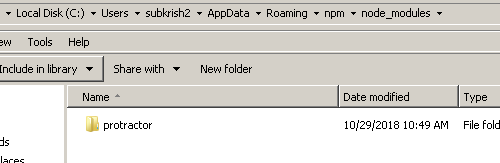 Local Disk (C:) Users subkrish2 AppData Roaming npm node_modules
ew Tools Help
Include in library Share with New folder
Name Date modified Type
protractor 10/29/2018 10:49 AM File fold
ds
laces